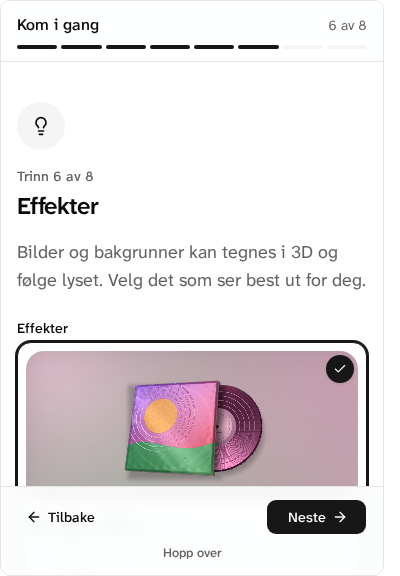 Kom i gang
6 av 8
Trinn 6 av 8
Effekter
Bilder og bakgrunner kan tegnes i 3D og
følge lyset. Velg det som ser best ut for deg.
Effekter
Tilbake
Neste
Hopp over